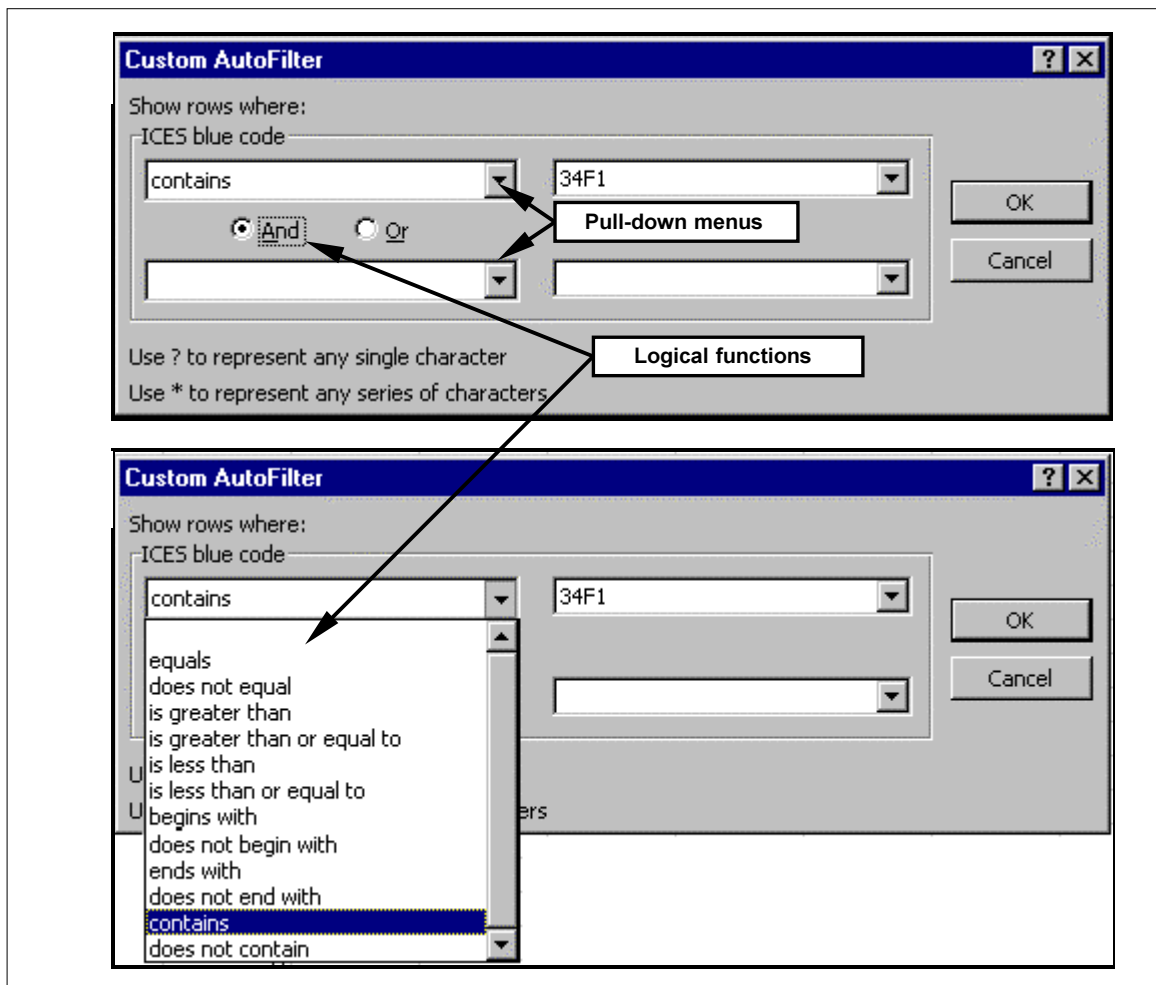 Custom AutoFilter
Show rows where:
ICES blue code
contains 34F1
Pull-down menus
OK
And Or
Cancel
Logical functions
Use ? to represent any single character
Use * to represent any series of characters
Custom AutoFilter
Show rows where:
ICES blue code
contains 34F1
OK
equals
does not equal
Cancel
is greater than
is greater than or equal to
is less than
U
is less than or equal to
U begins with ers
does not begin with
ends with
does not end with
contains
does not contain